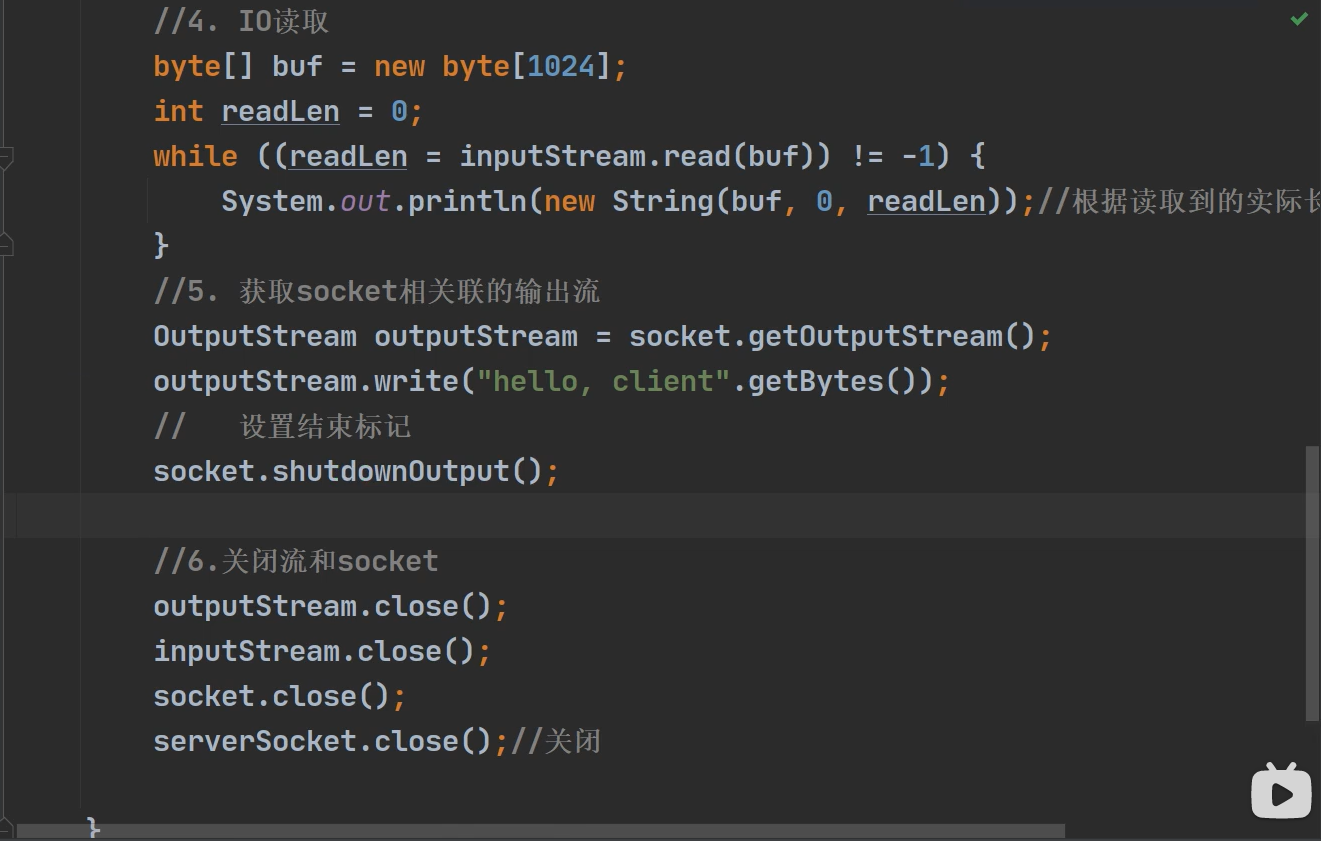 //4. IO读取
byte[] buf = new byte[1024];
int readLen = 0;
while ((readLen = inputStream.read(buf)) != -1) {
System.out.println(new String(buf, 0, readLen));//根据读取到的实际
}
//5. 获取socket相关联的输出流
OutputStream outputStream = socket.getOutputStream();
outputStream.write("hello, client".getBytes());
//   设置结束标记
socket.shutdownOutput();
//6.关闭流和socket
outputStream.close();
inputStream.close();
socket.close();
serverSocket.close();//关闭
}